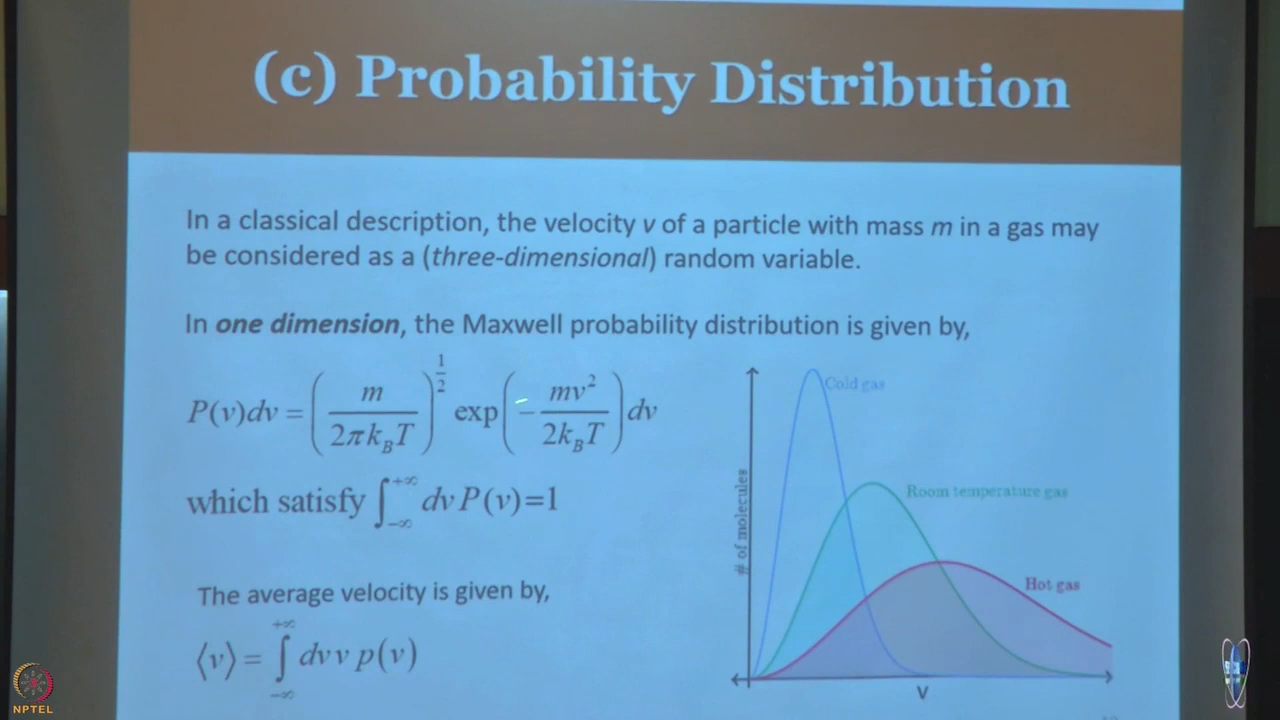 (c) Probability Distribution
In a classical description, the velocity v of a particle with mass m in a gas may
be considered as a (three-dimensional) random variable.
In one dimension, the Maxwell probability distribution is given by,
P(v)dv = (m / 2πk_BT)^(1/2) exp(− mv² / 2k_BT) dv
which satisfy ∫_−∞^+∞ dv P(v)=1
The average velocity is given by,
⟨v⟩ = ∫_−∞^+∞ dv v p(v)
# of molecules
Cold gas
Room temperature gas
Hot gas
v
NPTEL